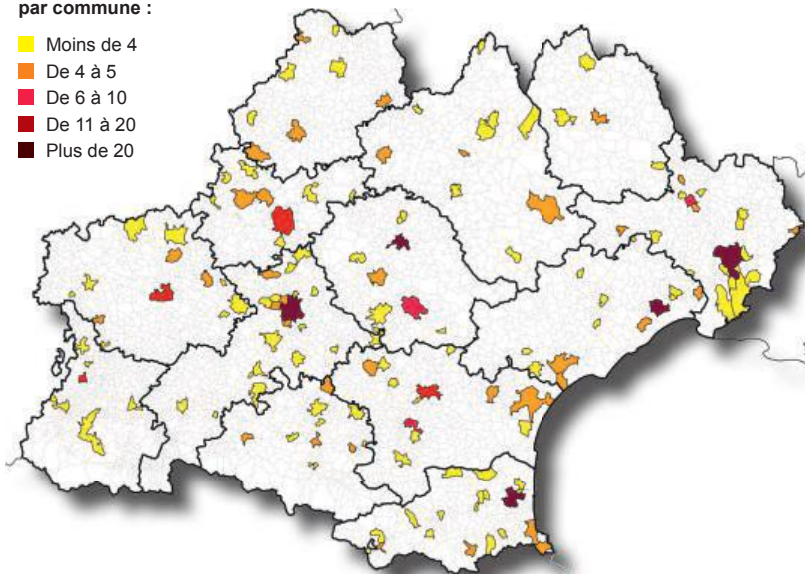 par commune :
Moins de 4
De 4 à 5
De 6 à 10
De 11 à 20
Plus de 20